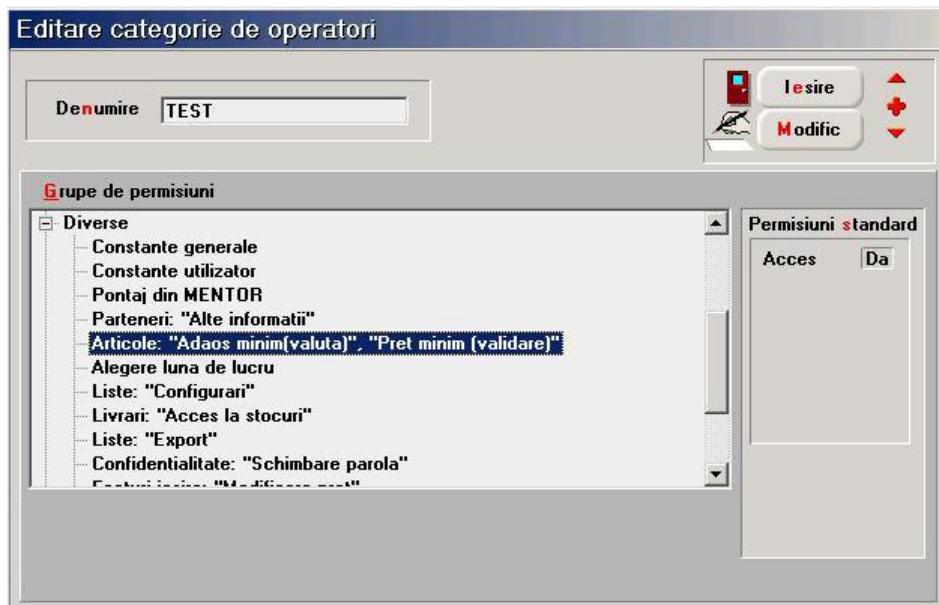 Editare categorie de operatori
Denumire TEST
Iesire
Modific
Grupe de permisiuni
Diverse
Constante generale
Constante utilizator
Pontaj din MENTOR
Parteneri: "Alte informatii"
Articole: "Adaos minim(valuta)", "Pret minim (validare)"
Alegere luna de lucru
Liste: "Configurari"
Livrari: "Acces la stocuri"
Liste: "Export"
Confidentialitate: "Schimbare parola"
Permisiuni standard
Acces Da